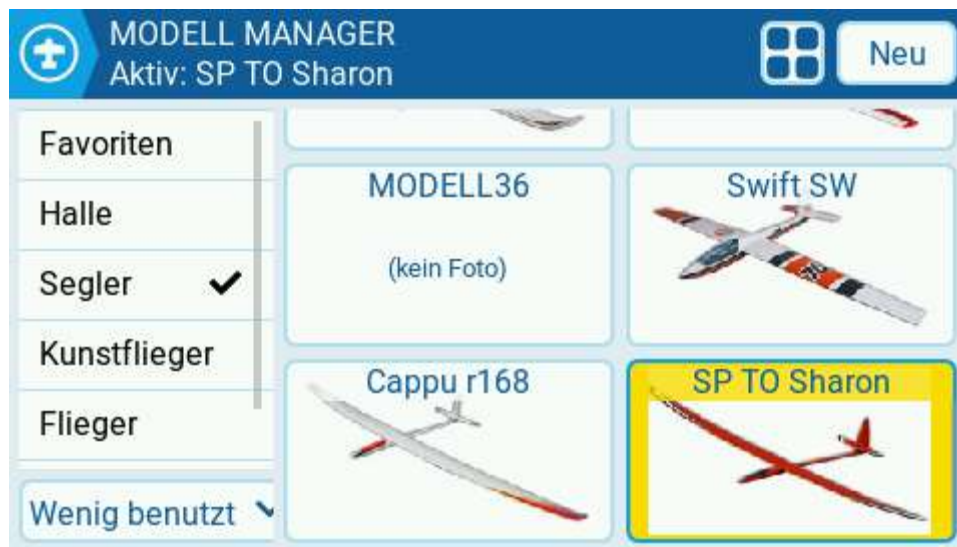 MODELL MANAGER
Aktiv: SP TO Sharon
Neu
Favoriten
Halle
Segler
Kunstflieger
Flieger
Wenig benutzt
MODELL36
(kein Foto)
Swift SW
Cappu r168
SP TO Sharon